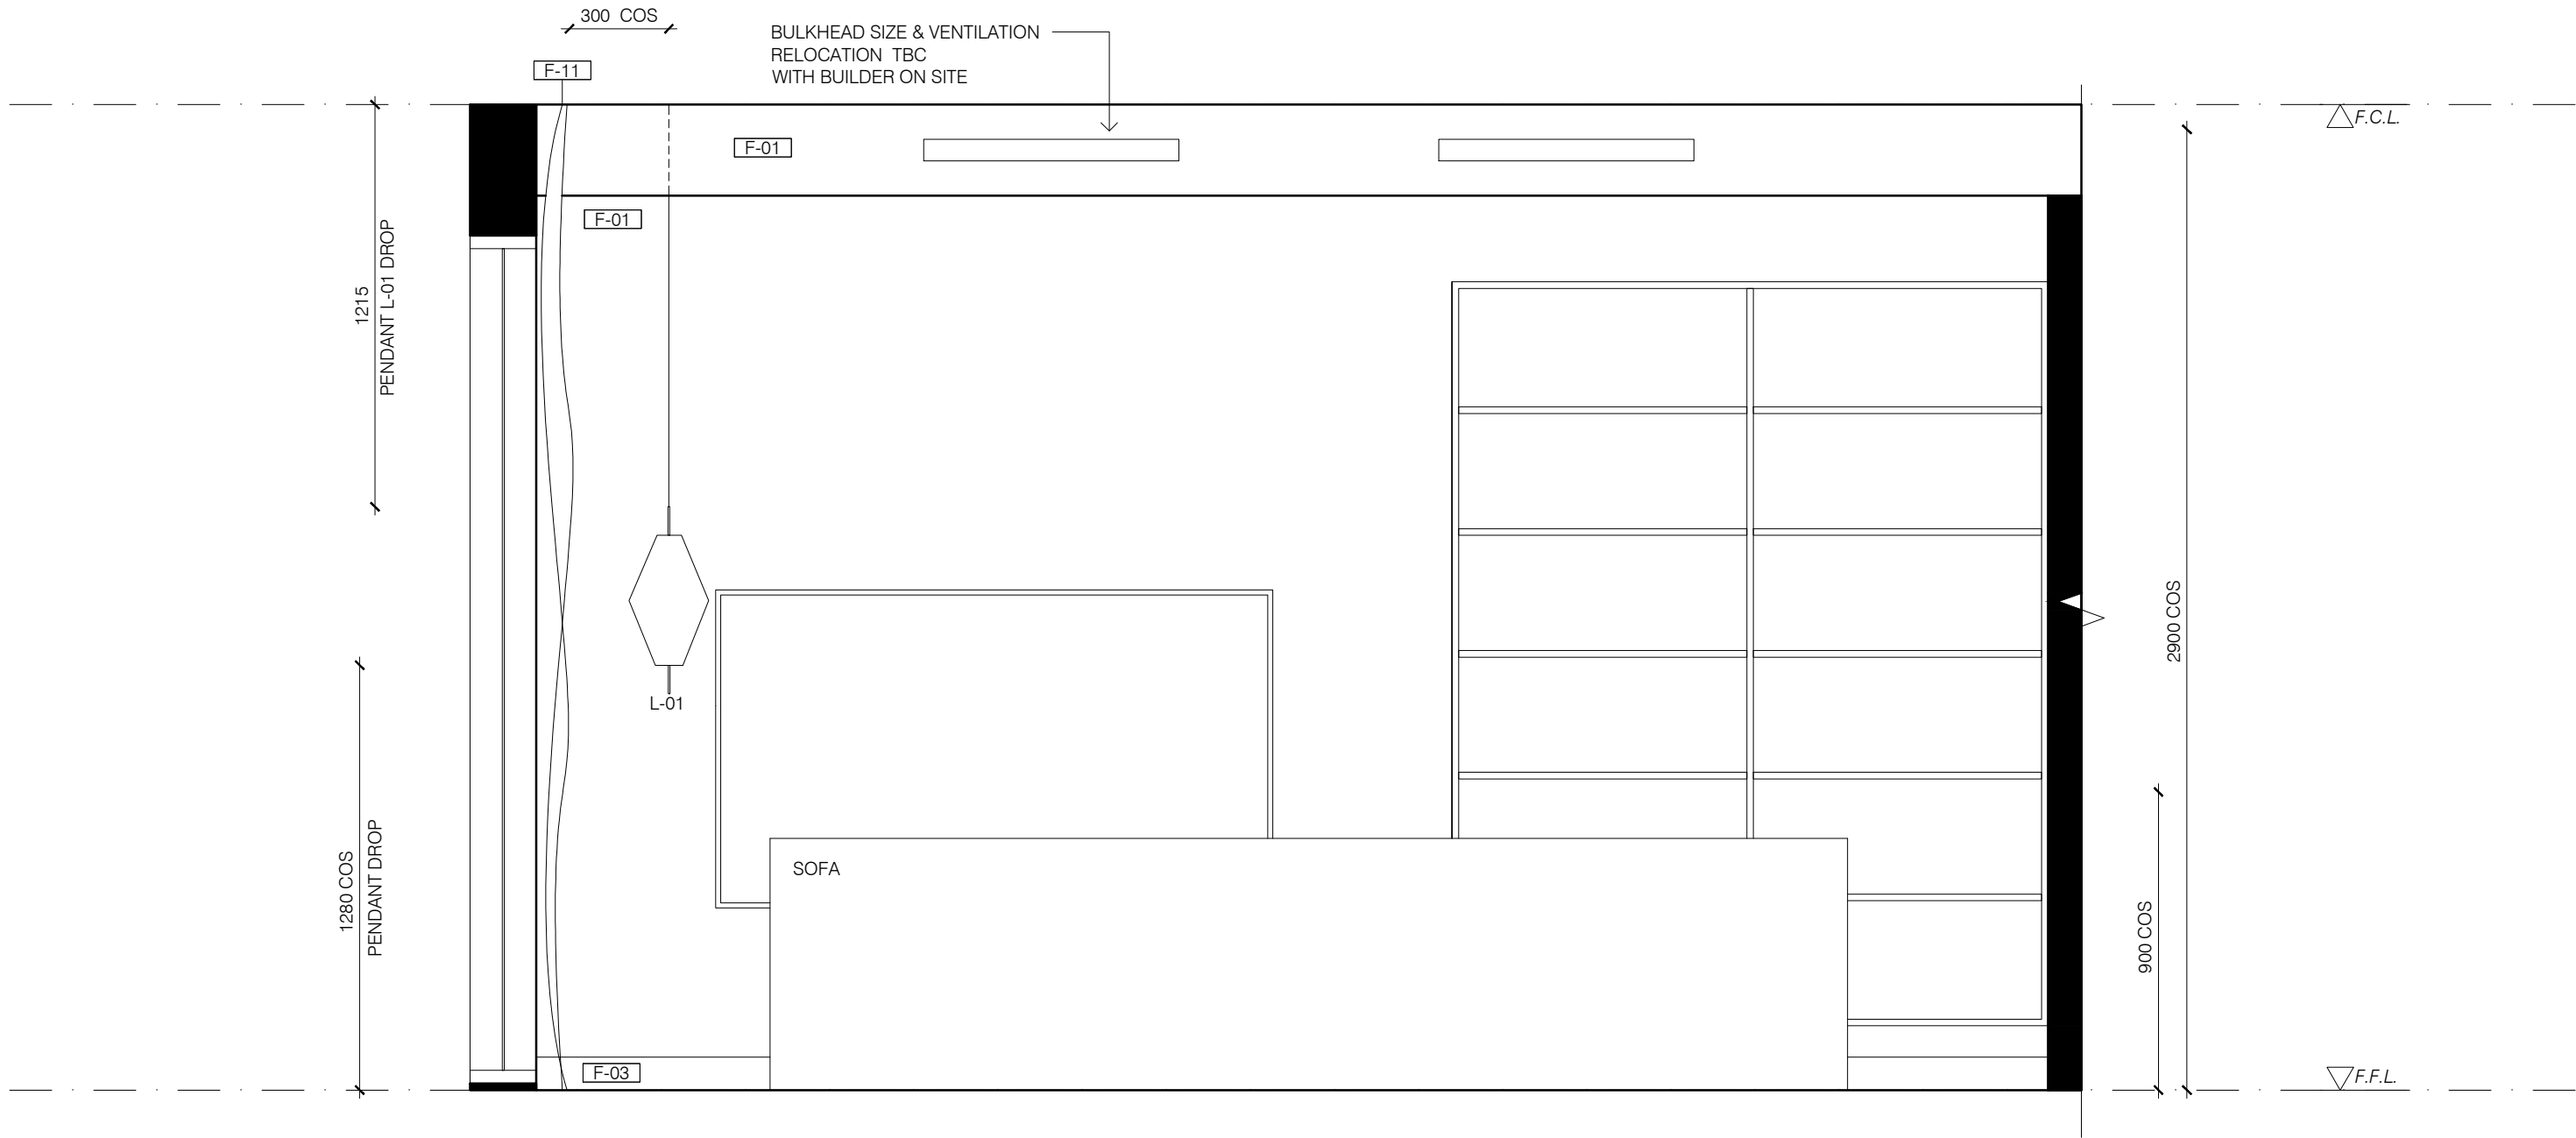 300 COS
BULKHEAD SIZE & VENTILATION
RELOCATION TBC
WITH BUILDER ON SITE
F-11
F.C.L.
F-01
F-01
1215
PENDANT L-01 DROP
2900 COS
L-01
SOFA
1280 COS
PENDANT DROP
900 COS
F-03
F.F.L.